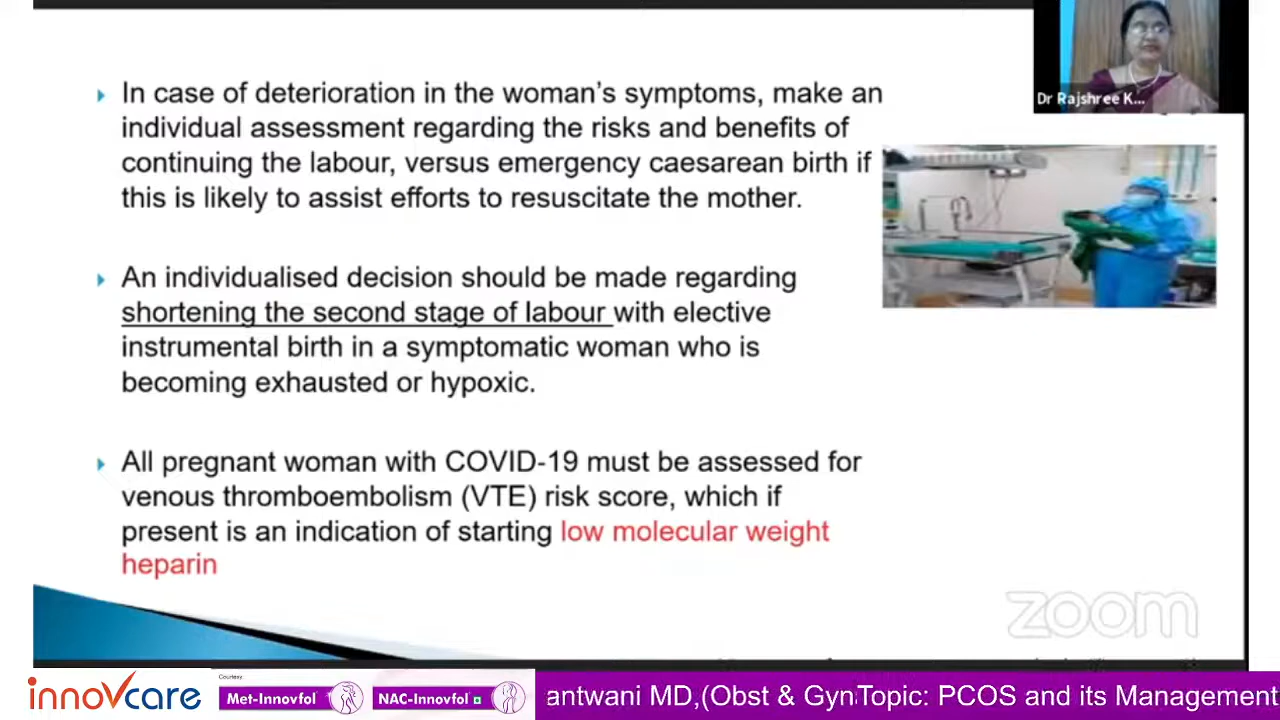 In case of deterioration in the woman's symptoms, make an
individual assessment regarding the risks and benefits of
continuing the labour, versus emergency caesarean birth if
this is likely to assist efforts to resuscitate the mother.
An individualised decision should be made regarding
shortening the second stage of labour with elective
instrumental birth in a symptomatic woman who is
becoming exhausted or hypoxic.
All pregnant woman with COVID-19 must be assessed for
venous thromboembolism (VTE) risk score, which if
present is an indication of starting low molecular weight
heparin
Dr Rajshree K...
zoom
innovcare
Courtesy
Met-Innovfol
NAC-Innovfol
antwani MD,(Obst & GynTopic: PCOS and its Management